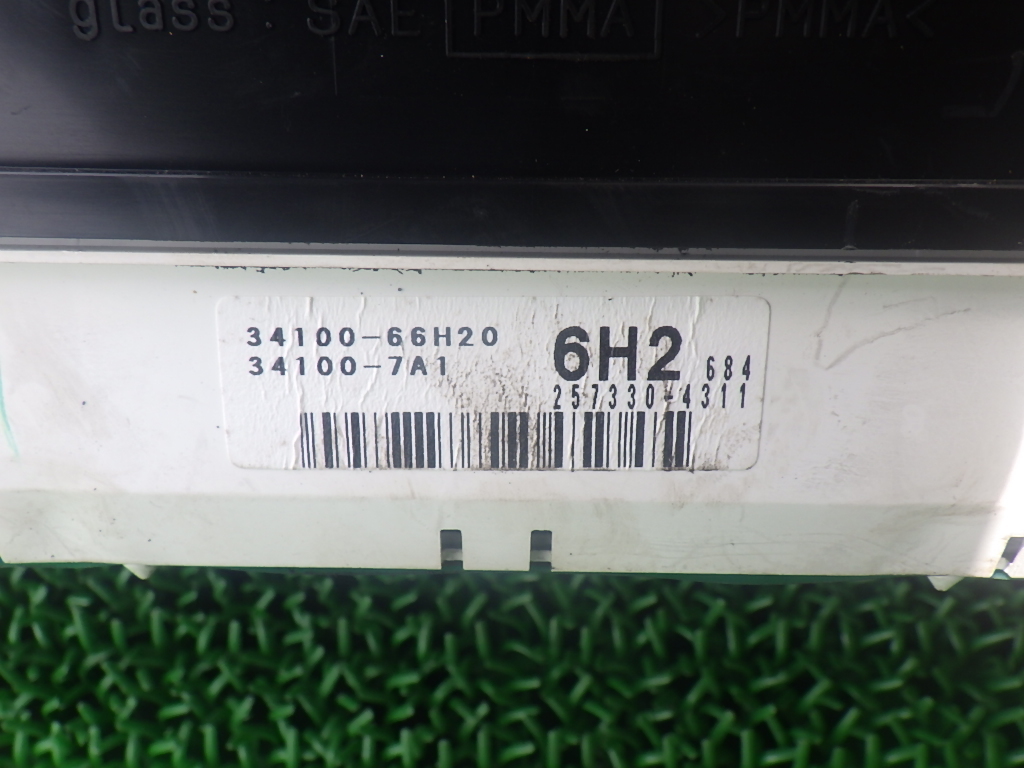 glass: SAE PMMA >PMMA<
34100-66H20
34100-7A1
6H2 684
257330-4311